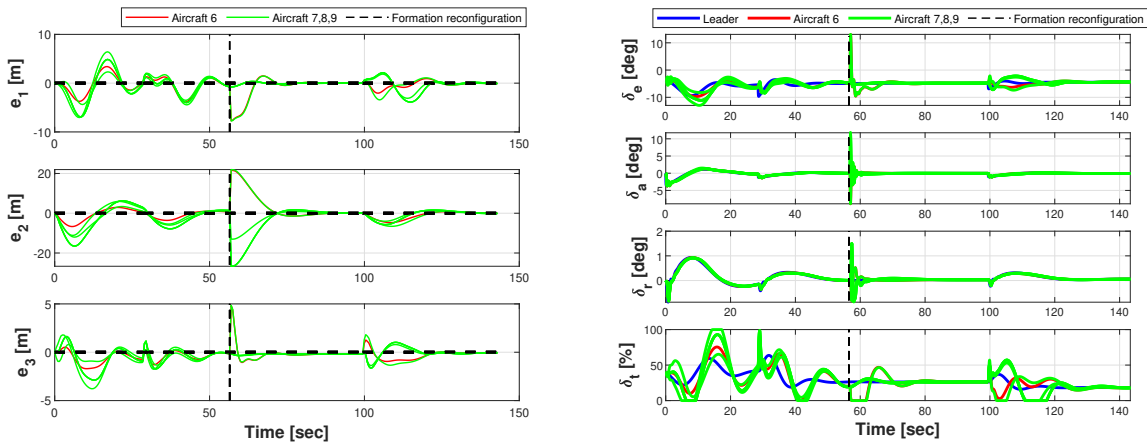 Aircraft 6 Aircraft 7,8,9 Formation reconfiguration
10
0
-10
e1 [m]
0 50 100 150
20
0
-20
e2 [m]
0 50 100 150
5
0
-5
e3 [m]
0 50 100 150
Time [sec]
Leader Aircraft 6 Aircraft 7,8,9 Formation reconfiguration
10
0
-10
δe [deg]
0 20 40 60 80 100 120 140
10
5
0
-5
δa [deg]
0 20 40 60 80 100 120 140
2
1
0
δr [deg]
0 20 40 60 80 100 120 140
100
50
0
δt [%]
0 20 40 60 80 100 120 140
Time [sec]